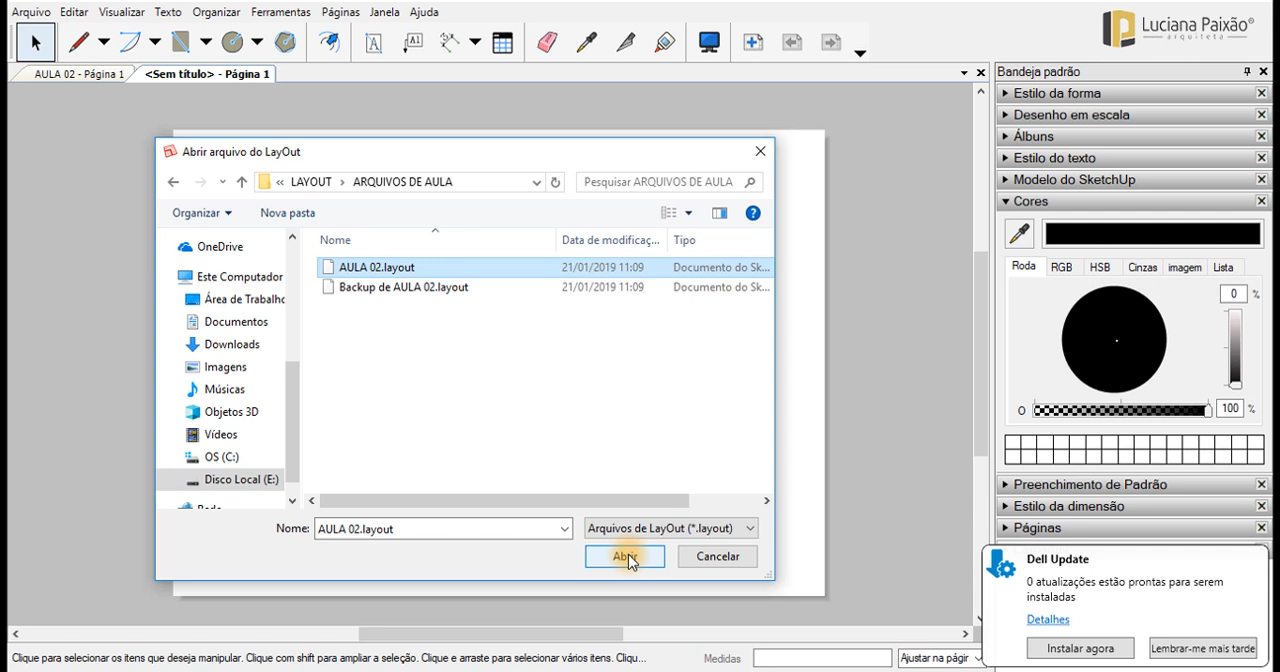 Arquivo Editar Visualizar Texto Organizar Ferramentas Páginas Janela Ajuda
Luciana Paixão®
arquiteta
AULA 02 - Página 1
<Sem título> - Página 1
Bandeja padrão
Estilo da forma
Desenho em escala
Álbuns
Estilo do texto
Modelo do SketchUp
Cores
Roda RGB HSB Cinzas imagem Lista
0 %
O 100 %
Preenchimento de Padrão
Estilo da dimensão
Páginas
Abrir arquivo do LayOut
« LAYOUT › ARQUIVOS DE AULA
Pesquisar ARQUIVOS DE AULA
Organizar Nova pasta
OneDrive
Este Computador
Área de Trabalho
Documentos
Downloads
Imagens
Músicas
Objetos 3D
Vídeos
OS (C:)
Disco Local (E:)
Nome Data de modificaç... Tipo
AULA 02.layout 21/01/2019 11:09 Documento do Sk...
Backup de AULA 02.layout 21/01/2019 11:09 Documento do Sk...
Nome: AULA 02.layout Arquivos de LayOut (*.layout)
Abrir Cancelar
Dell Update
0 atualizações estão prontas para serem
instaladas
Detalhes
Instalar agora Lembrar-me mais tarde
Clique para selecionar os itens que deseja manipular. Clique com shift para ampliar a seleção. Clique e arraste para selecionar vários itens. Cliqu...
Medidas
Ajustar na págin